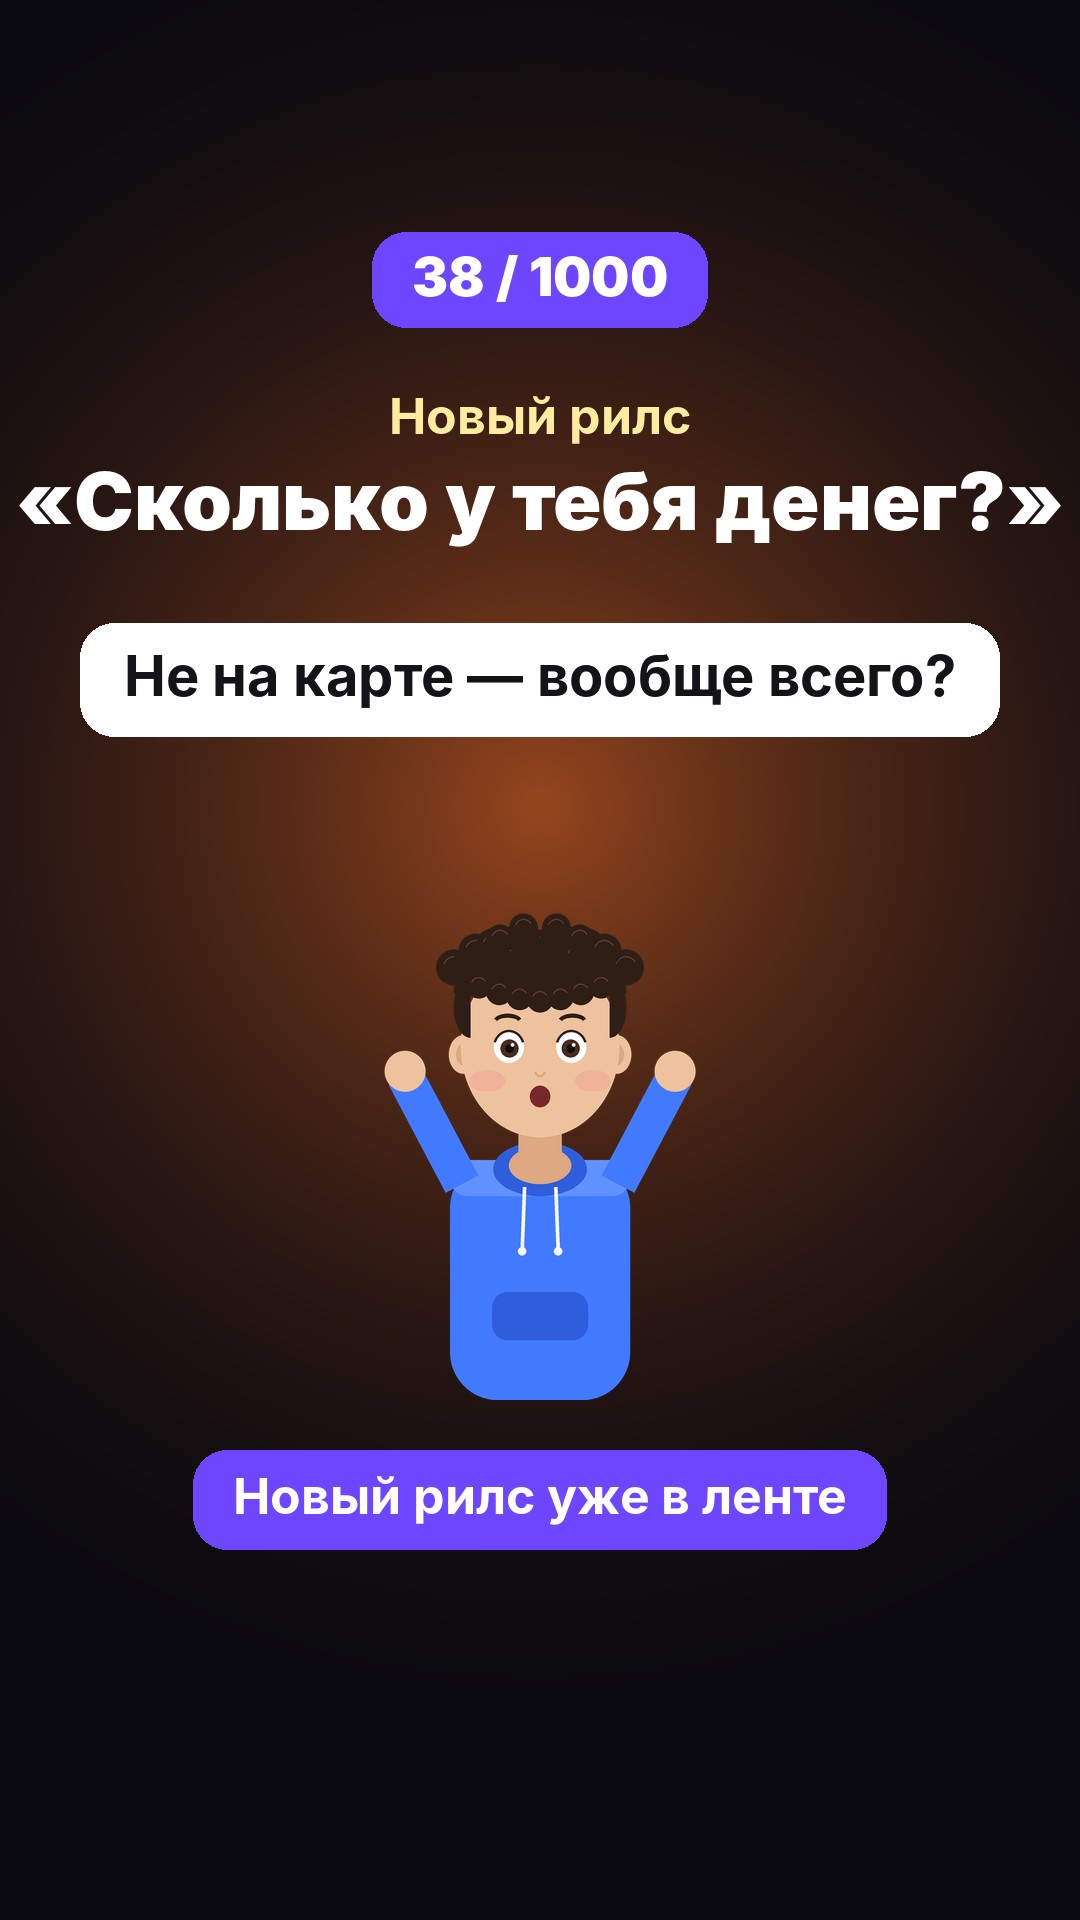 38 / 1000
Новый рилс
«Сколько у тебя денег?»
Не на карте — вообще всего?
Новый рилс уже в ленте